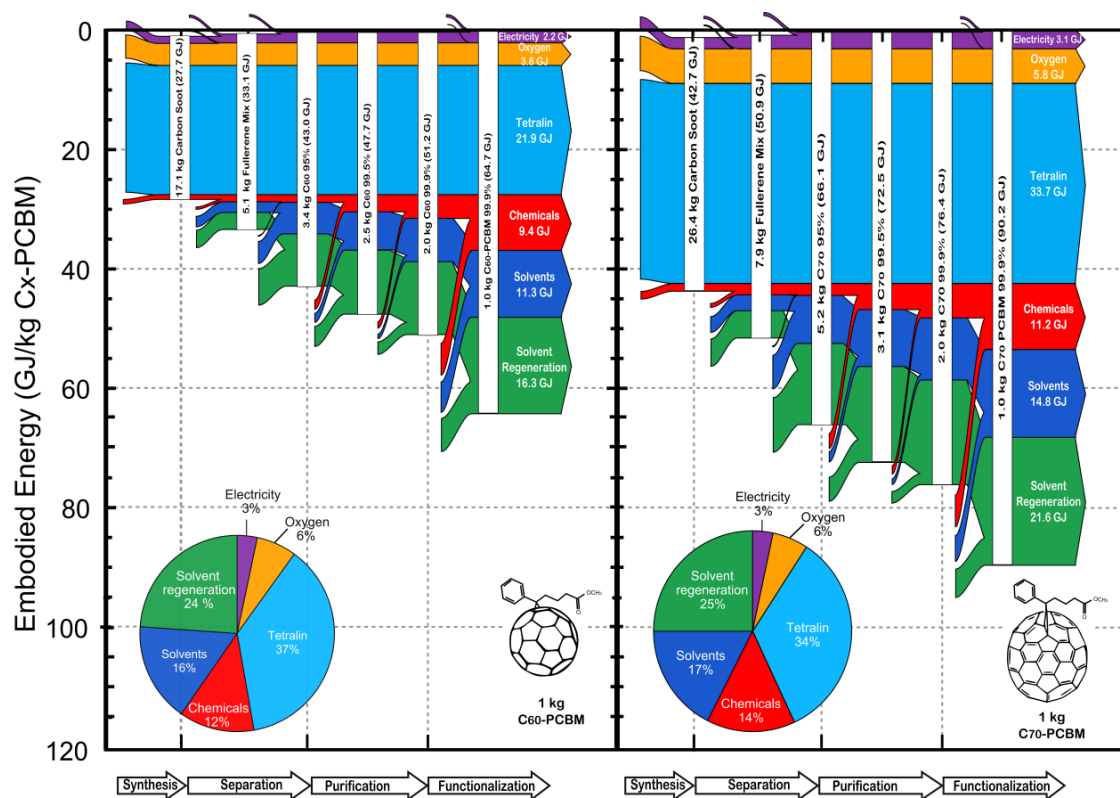 Embodied Energy (GJ/kg Cx-PCBM)
0
20
40
60
80
100
120
17.1 kg Carbon Soot (27.7 GJ)
5.1 kg Fullerene Mix (33.1 GJ)
3.4 kg C60 95% (43.0 GJ)
2.5 kg C60 99.5% (47.7 GJ)
2.0 kg C60 99.9% (51.2 GJ)
1.0 kg C60-PCBM 99.9% (64.7 GJ)
Electricity 2.2 GJ
Oxygen
3.8 GJ
Tetralin
21.9 GJ
Chemicals
9.4 GJ
Solvents
11.3 GJ
Solvent
Regeneration
16.3 GJ
Electricity
3%
Oxygen
6%
Tetralin
37%
Chemicals
12%
Solvents
16%
Solvent
regeneration
24 %
OCH3
O
1 kg
C60-PCBM
26.4 kg Carbon Soot (42.7 GJ)
7.9 kg Fullerene Mix (50.9 GJ)
5.2 kg C70 95% (66.1 GJ)
3.1 kg C70 99.5% (72.5 GJ)
2.0 kg C70 99.9% (76.4 GJ)
1.0 kg C70 PCBM 99.9% (90.2 GJ)
Electricity 3.1 GJ
Oxygen
5.8 GJ
Tetralin
33.7 GJ
Chemicals
11.2 GJ
Solvents
14.8 GJ
Solvent
Regeneration
21.6 GJ
Electricity
3%
Oxygen
6%
Tetralin
34%
Chemicals
14%
Solvents
17%
Solvent
regeneration
25%
OCH3
O
1 kg
C70-PCBM
Synthesis
Separation
Purification
Functionalization
Synthesis
Separation
Purification
Functionalization